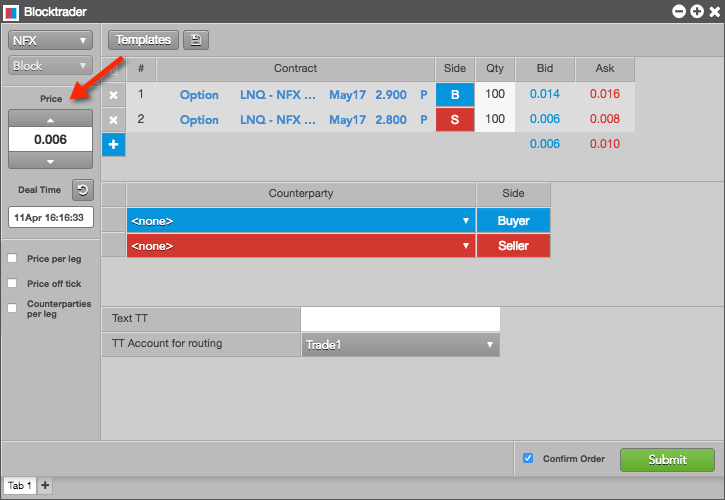 Blocktrader
NFX
Templates
Block
# Contract Side Qty Bid Ask
Price
1 Option LNQ - NFX ... May17 2.900 P B 100 0.014 0.016
0.006
2 Option LNQ - NFX ... May17 2.800 P S 100 0.006 0.008
+ 0.006 0.010
Deal Time
11Apr 16:16:33
Counterparty Side
<none> Buyer
<none> Seller
Price per leg
Price off tick
Counterparties
per leg
Text TT
TT Account for routing Trade1
Confirm Order Submit
Tab 1 +